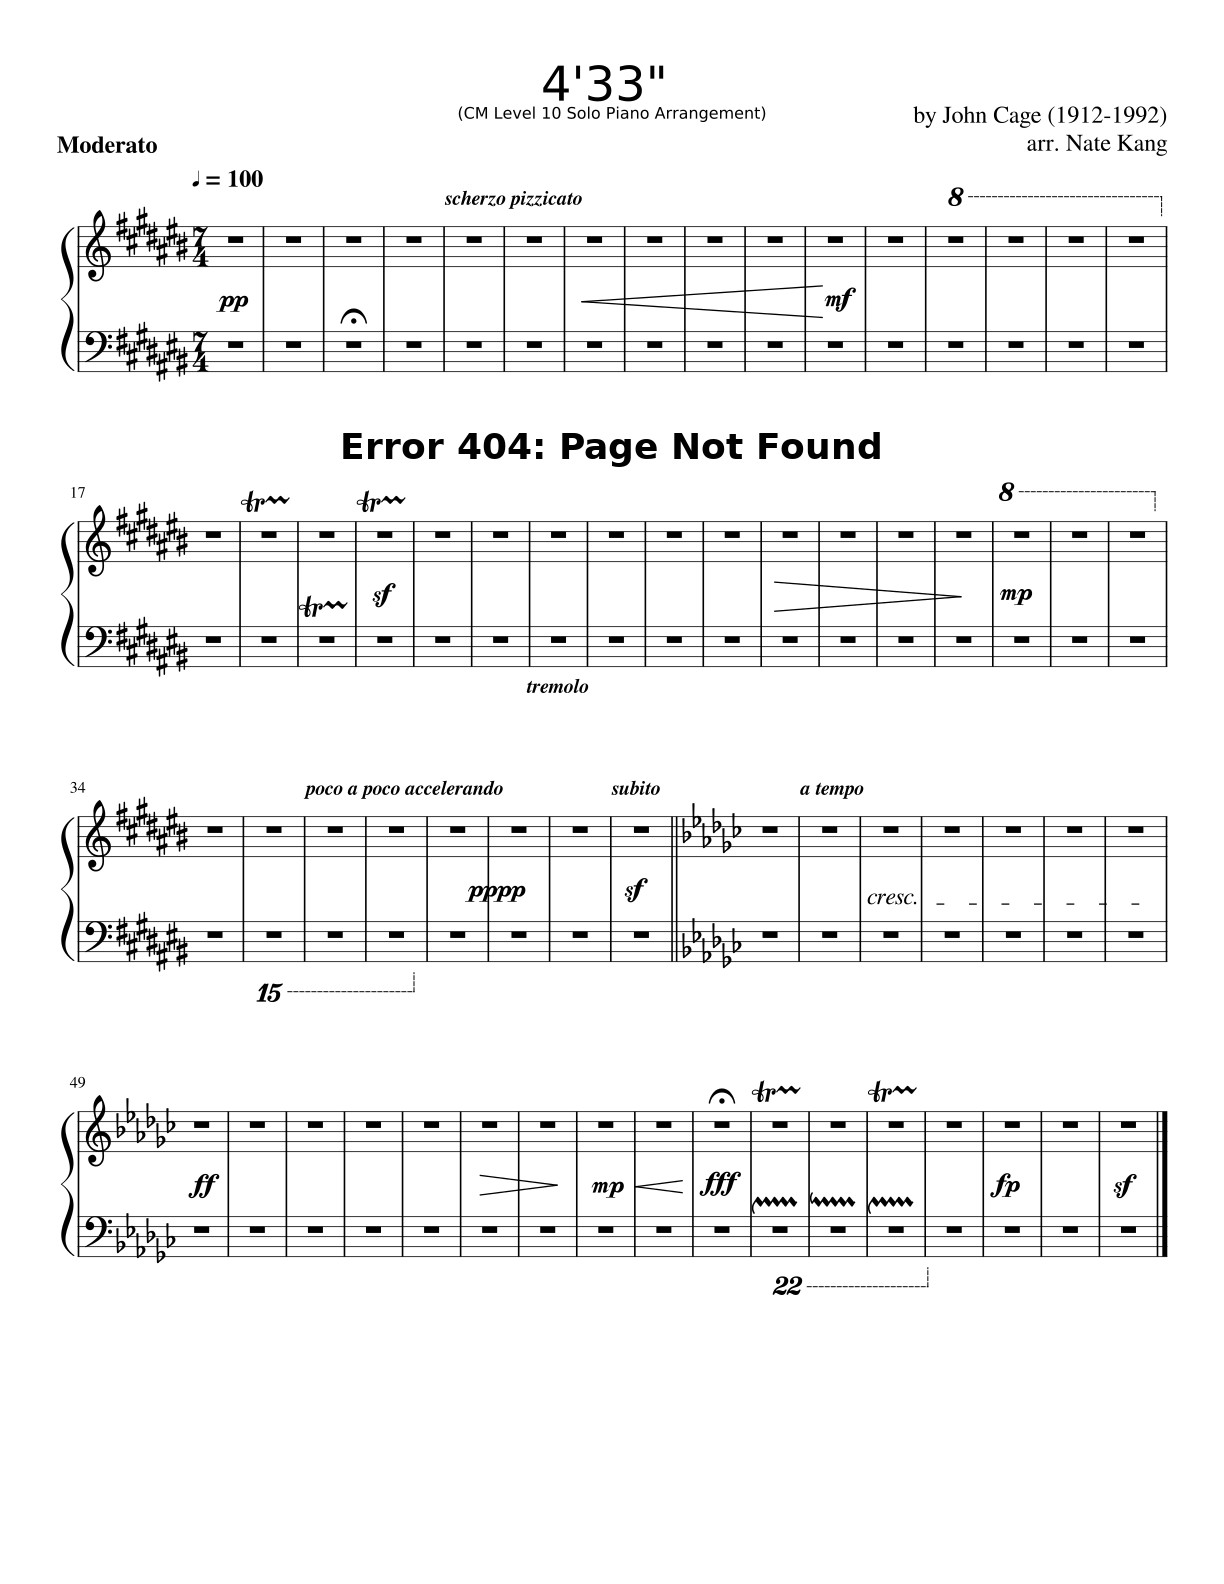 4'33"
(CM Level 10 Solo Piano Arrangement)
by John Cage (1912-1992)
arr. Nate Kang
Moderato
♩ = 100
scherzo pizzicato
8
7
4
pp
mf
7
4
Error 404: Page Not Found
17
tr
tr
8
tr
sf
mp
tremolo
34
poco a poco accelerando
subito
a tempo
pppp
sf
cresc.
15
49
tr
tr
ff
mp
fff
fp
sf
22